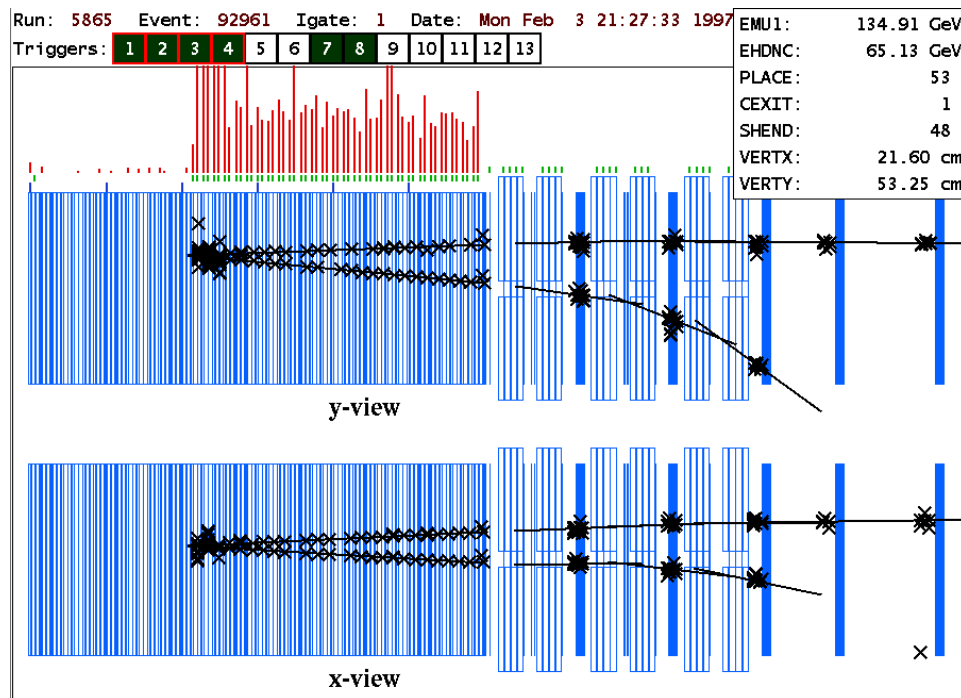 Run: 5865 Event: 92961 Igate: 1 Date: Mon Feb 3 21:27:33 1997
Triggers: 1 2 3 4 5 6 7 8 9 10 11 12 13
EMU1: 134.91 GeV
EHDNC: 65.13 GeV
PLACE: 53
CEXIT: 1
SHEND: 48
VERTX: 21.60 cm
VERTY: 53.25 cm
y-view
x-view